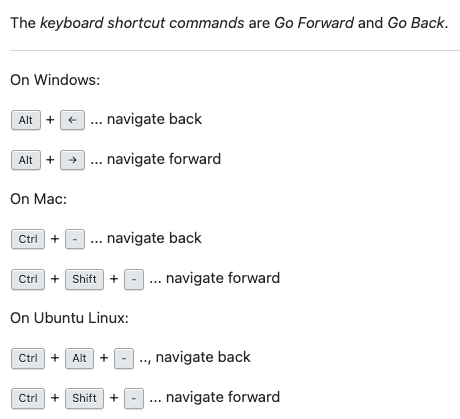 The keyboard shortcut commands are Go Forward and Go Back.
On Windows:
Alt + ← ... navigate back
Alt + → ... navigate forward
On Mac:
Ctrl + - ... navigate back
Ctrl + Shift + - ... navigate forward
On Ubuntu Linux:
Ctrl + Alt + - .., navigate back
Ctrl + Shift + - ... navigate forward